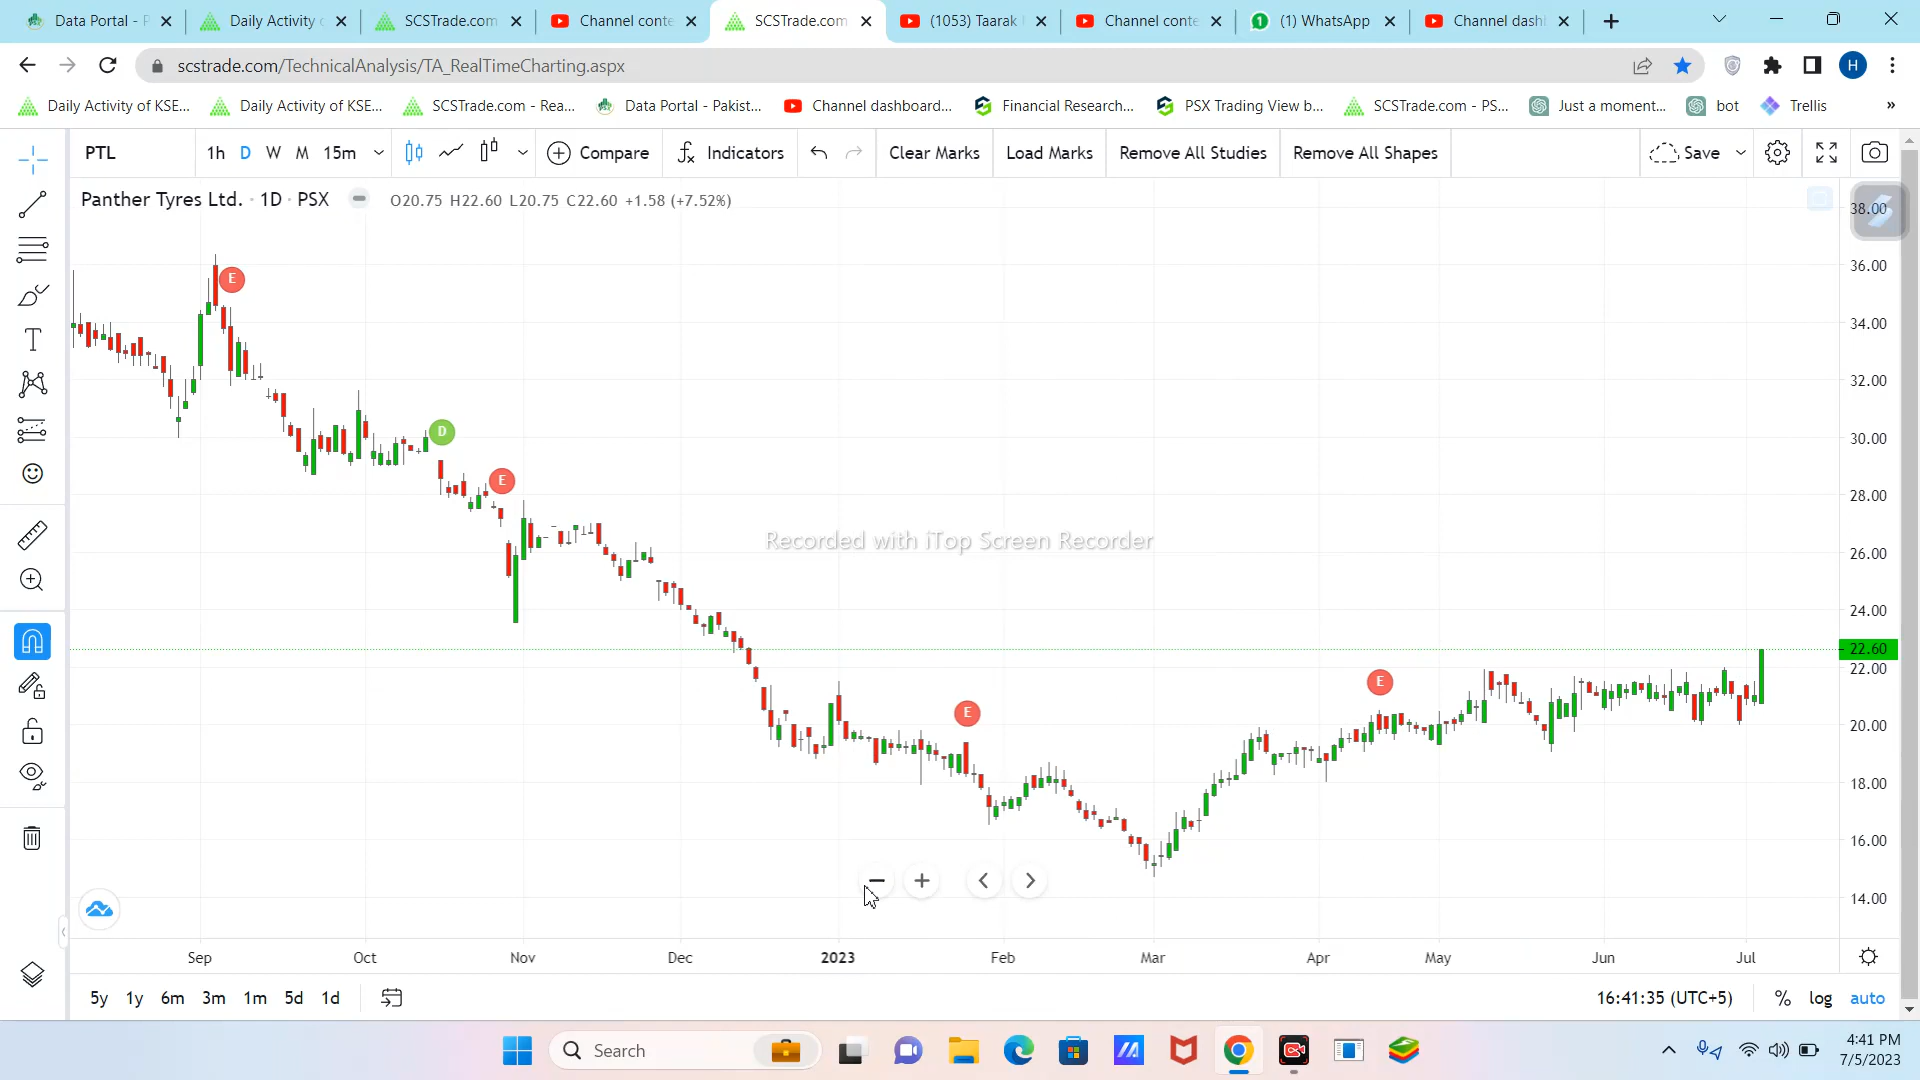 Data Portal - P
Daily Activity o
SCSTrade.com
Channel conte
SCSTrade.com
(1053) Taarak
Channel conte
(1) WhatsApp
Channel dash
scstrade.com/TechnicalAnalysis/TA_RealTimeCharting.aspx
H
Daily Activity of KSE...
Daily Activity of KSE...
SCSTrade.com - Rea...
Data Portal - Pakist...
Channel dashboard...
Financial Research...
PSX Trading View b...
SCSTrade.com - PS...
Just a moment...
bot
Trellis
»
PTL
1h D W M 15m
Compare
Indicators
Clear Marks
Load Marks
Remove All Studies
Remove All Shapes
Save
Panther Tyres Ltd. · 1D · PSX
O20.75 H22.60 L20.75 C22.60 +1.58 (+7.52%)
38.00
36.00
34.00
32.00
30.00
28.00
26.00
24.00
22.60
22.00
20.00
18.00
16.00
14.00
E
D
E
E
E
Recorded with iTop Screen Recorder
Sep Oct Nov Dec 2023 Feb Mar Apr May Jun Jul
5y 1y 6m 3m 1m 5d 1d
16:41:35 (UTC+5)
% log auto
Search
4:41 PM
7/5/2023